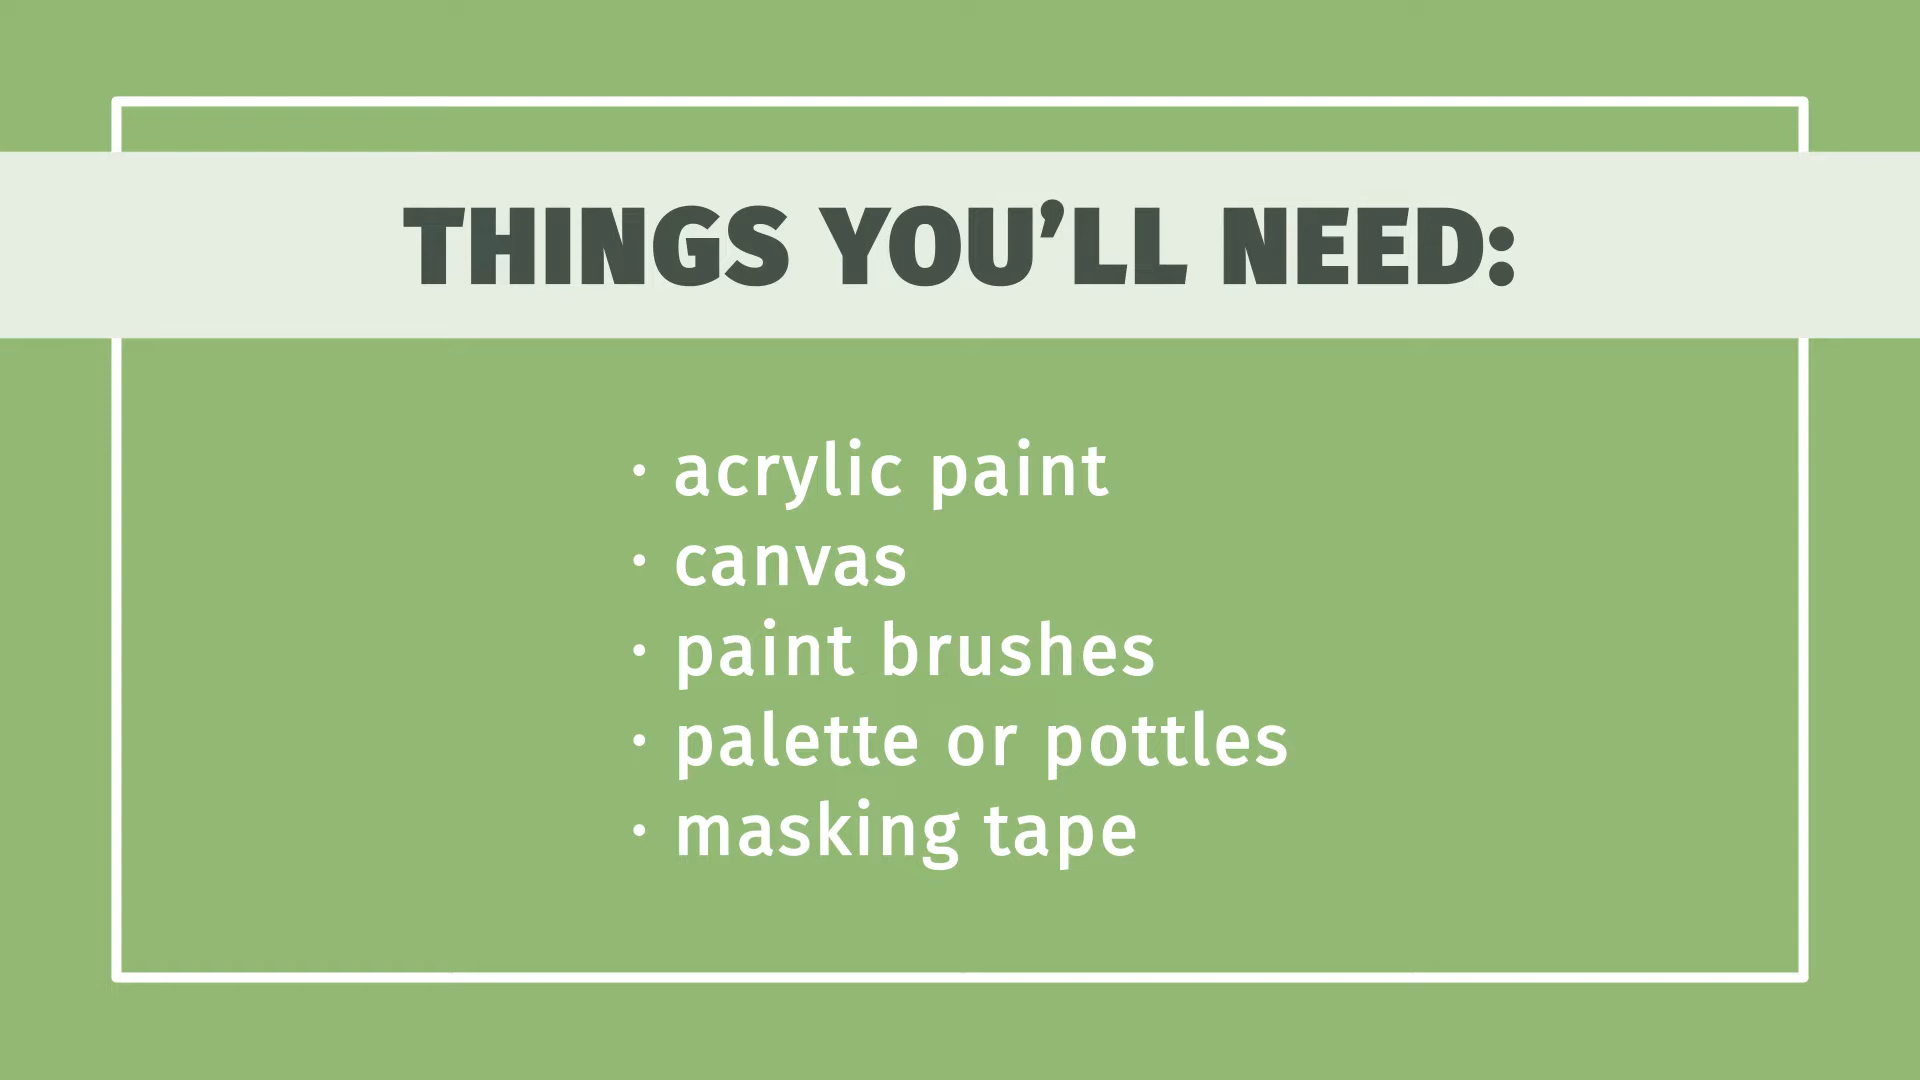 THINGS YOU’LL NEED:
· acrylic paint
· canvas
· paint brushes
· palette or pottles
· masking tape